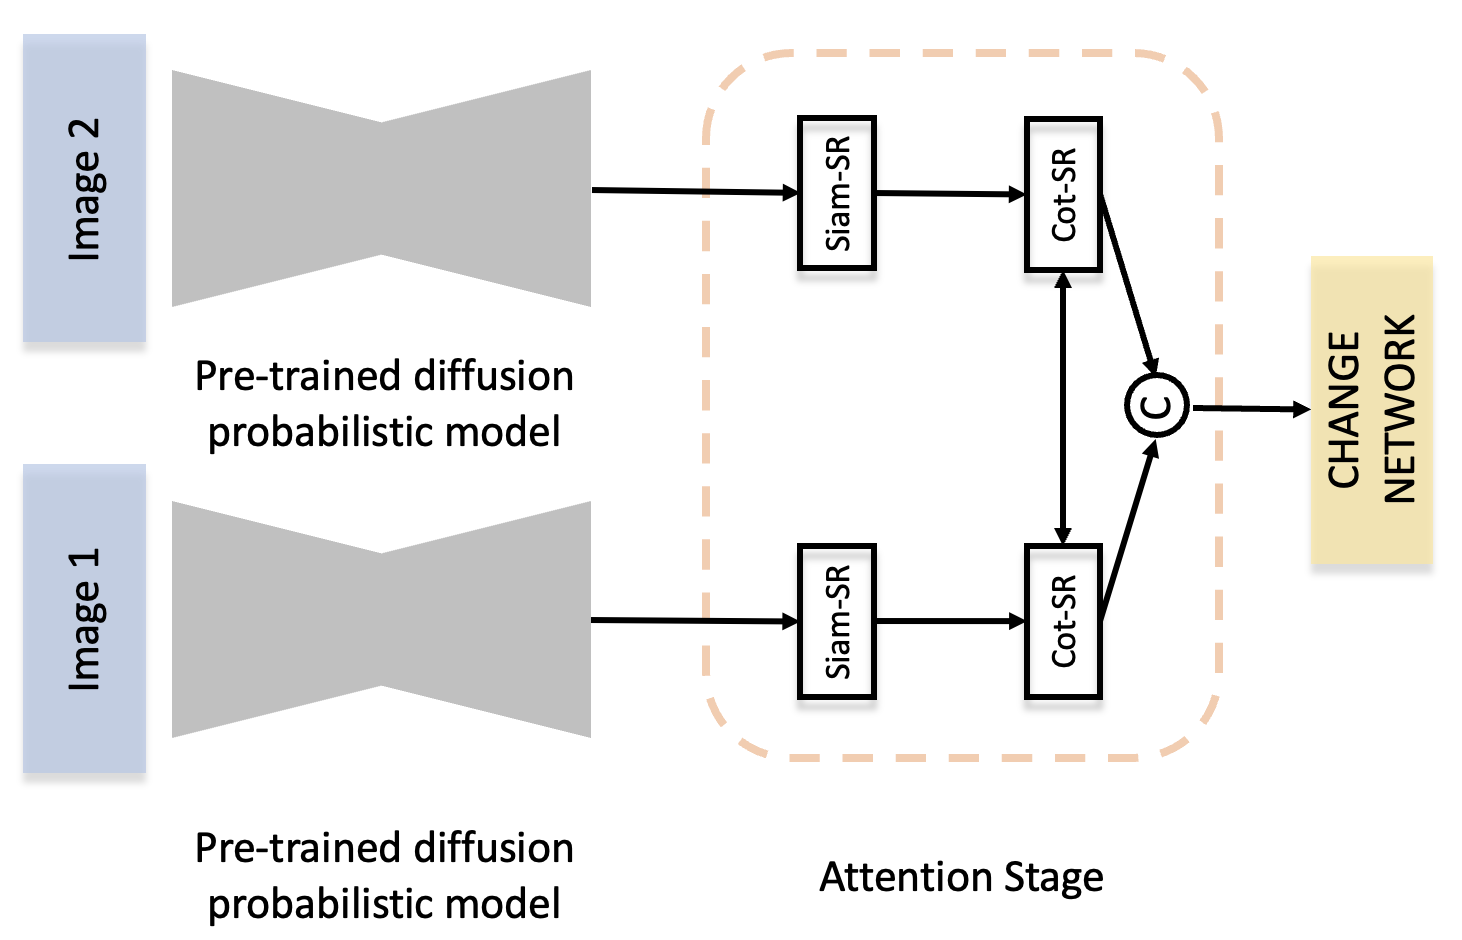 Image 2
Pre-trained diffusion
probabilistic model
Siam-SR
Cot-SR
C
CHANGE
NETWORK
Image 1
Siam-SR
Cot-SR
Pre-trained diffusion
probabilistic model
Attention Stage